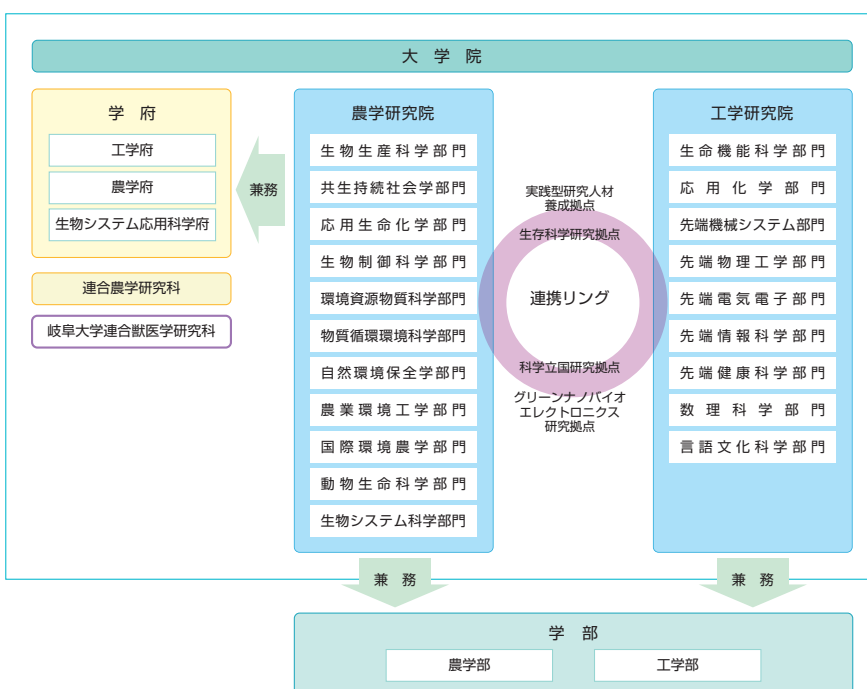 大学院
学府
工学府
農学府
生物システム応用科学府
連合農学研究科
岐阜大学連合獣医学研究科
兼務
農学研究院
生物生産科学部門
共生持続社会学部門
応用生命化学部門
生物制御科学部門
環境資源物質科学部門
物質循環環境科学部門
自然環境保全学部門
農業環境工学部門
国際環境農学部門
動物生命科学部門
生物システム科学部門
実践型研究人材
養成拠点
生存科学研究拠点
連携リング
科学立国研究拠点
グリーンナノバイオ
エレクトロニクス
研究拠点
工学研究院
生命機能科学部門
応用化学部門
先端機械システム部門
先端物理工学部門
先端電気電子部門
先端情報科学部門
先端健康科学部門
数理科学部門
言語文化科学部門
兼務
兼務
学部
農学部
工学部